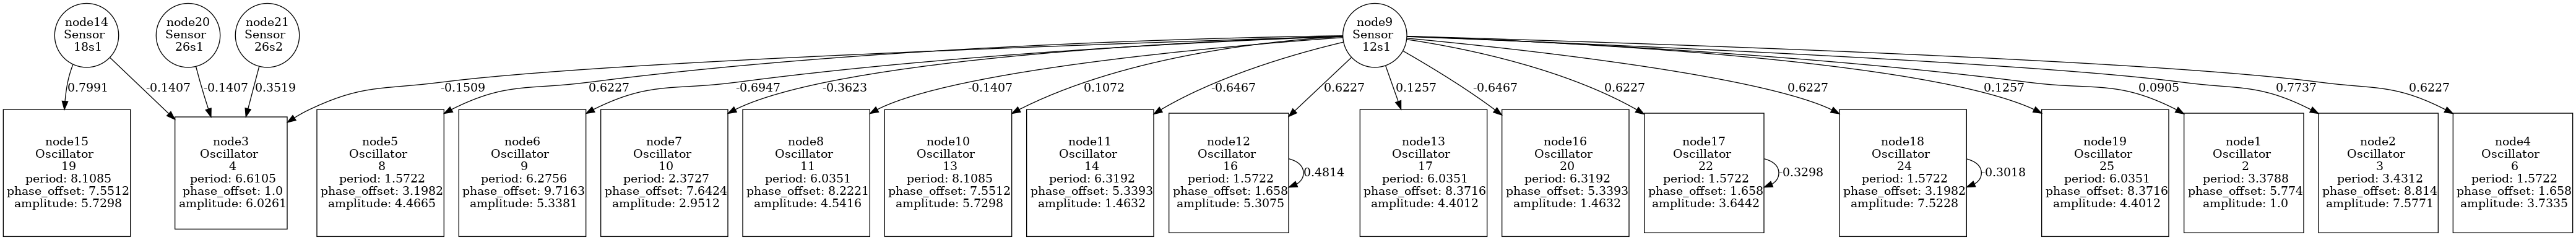 node14
Sensor
18s1
node20
Sensor
26s1
node21
Sensor
26s2
node9
Sensor
12s1
0.7991
-0.1407
-0.1407
0.3519
-0.1509
0.6227
-0.6947
-0.3623
-0.1407
0.1072
-0.6467
0.6227
0.1257
-0.6467
0.6227
0.6227
0.1257
0.0905
0.7737
0.6227
node15
Oscillator
19
period: 8.1085
phase_offset: 7.5512
amplitude: 5.7298
node3
Oscillator
4
period: 6.6105
phase_offset: 1.0
amplitude: 6.0261
node5
Oscillator
8
period: 1.5722
phase_offset: 3.1982
amplitude: 4.4665
node6
Oscillator
9
period: 6.2756
phase_offset: 9.7163
amplitude: 5.3381
node7
Oscillator
10
period: 2.3727
phase_offset: 7.6424
amplitude: 2.9512
node8
Oscillator
11
period: 6.0351
phase_offset: 8.2221
amplitude: 4.5416
node10
Oscillator
13
period: 8.1085
phase_offset: 7.5512
amplitude: 5.7298
node11
Oscillator
14
period: 6.3192
phase_offset: 5.3393
amplitude: 1.4632
node12
Oscillator
16
period: 1.5722
phase_offset: 1.658
amplitude: 5.3075
0.4814
node13
Oscillator
17
period: 6.0351
phase_offset: 8.3716
amplitude: 4.4012
node16
Oscillator
20
period: 6.3192
phase_offset: 5.3393
amplitude: 1.4632
node17
Oscillator
22
period: 1.5722
phase_offset: 1.658
amplitude: 3.6442
-0.3298
node18
Oscillator
24
period: 1.5722
phase_offset: 3.1982
amplitude: 7.5228
-0.3018
node19
Oscillator
25
period: 6.0351
phase_offset: 8.3716
amplitude: 4.4012
node1
Oscillator
2
period: 3.3788
phase_offset: 5.774
amplitude: 1.0
node2
Oscillator
3
period: 3.4312
phase_offset: 8.814
amplitude: 7.5771
node4
Oscillator
6
period: 1.5722
phase_offset: 1.658
amplitude: 3.7335